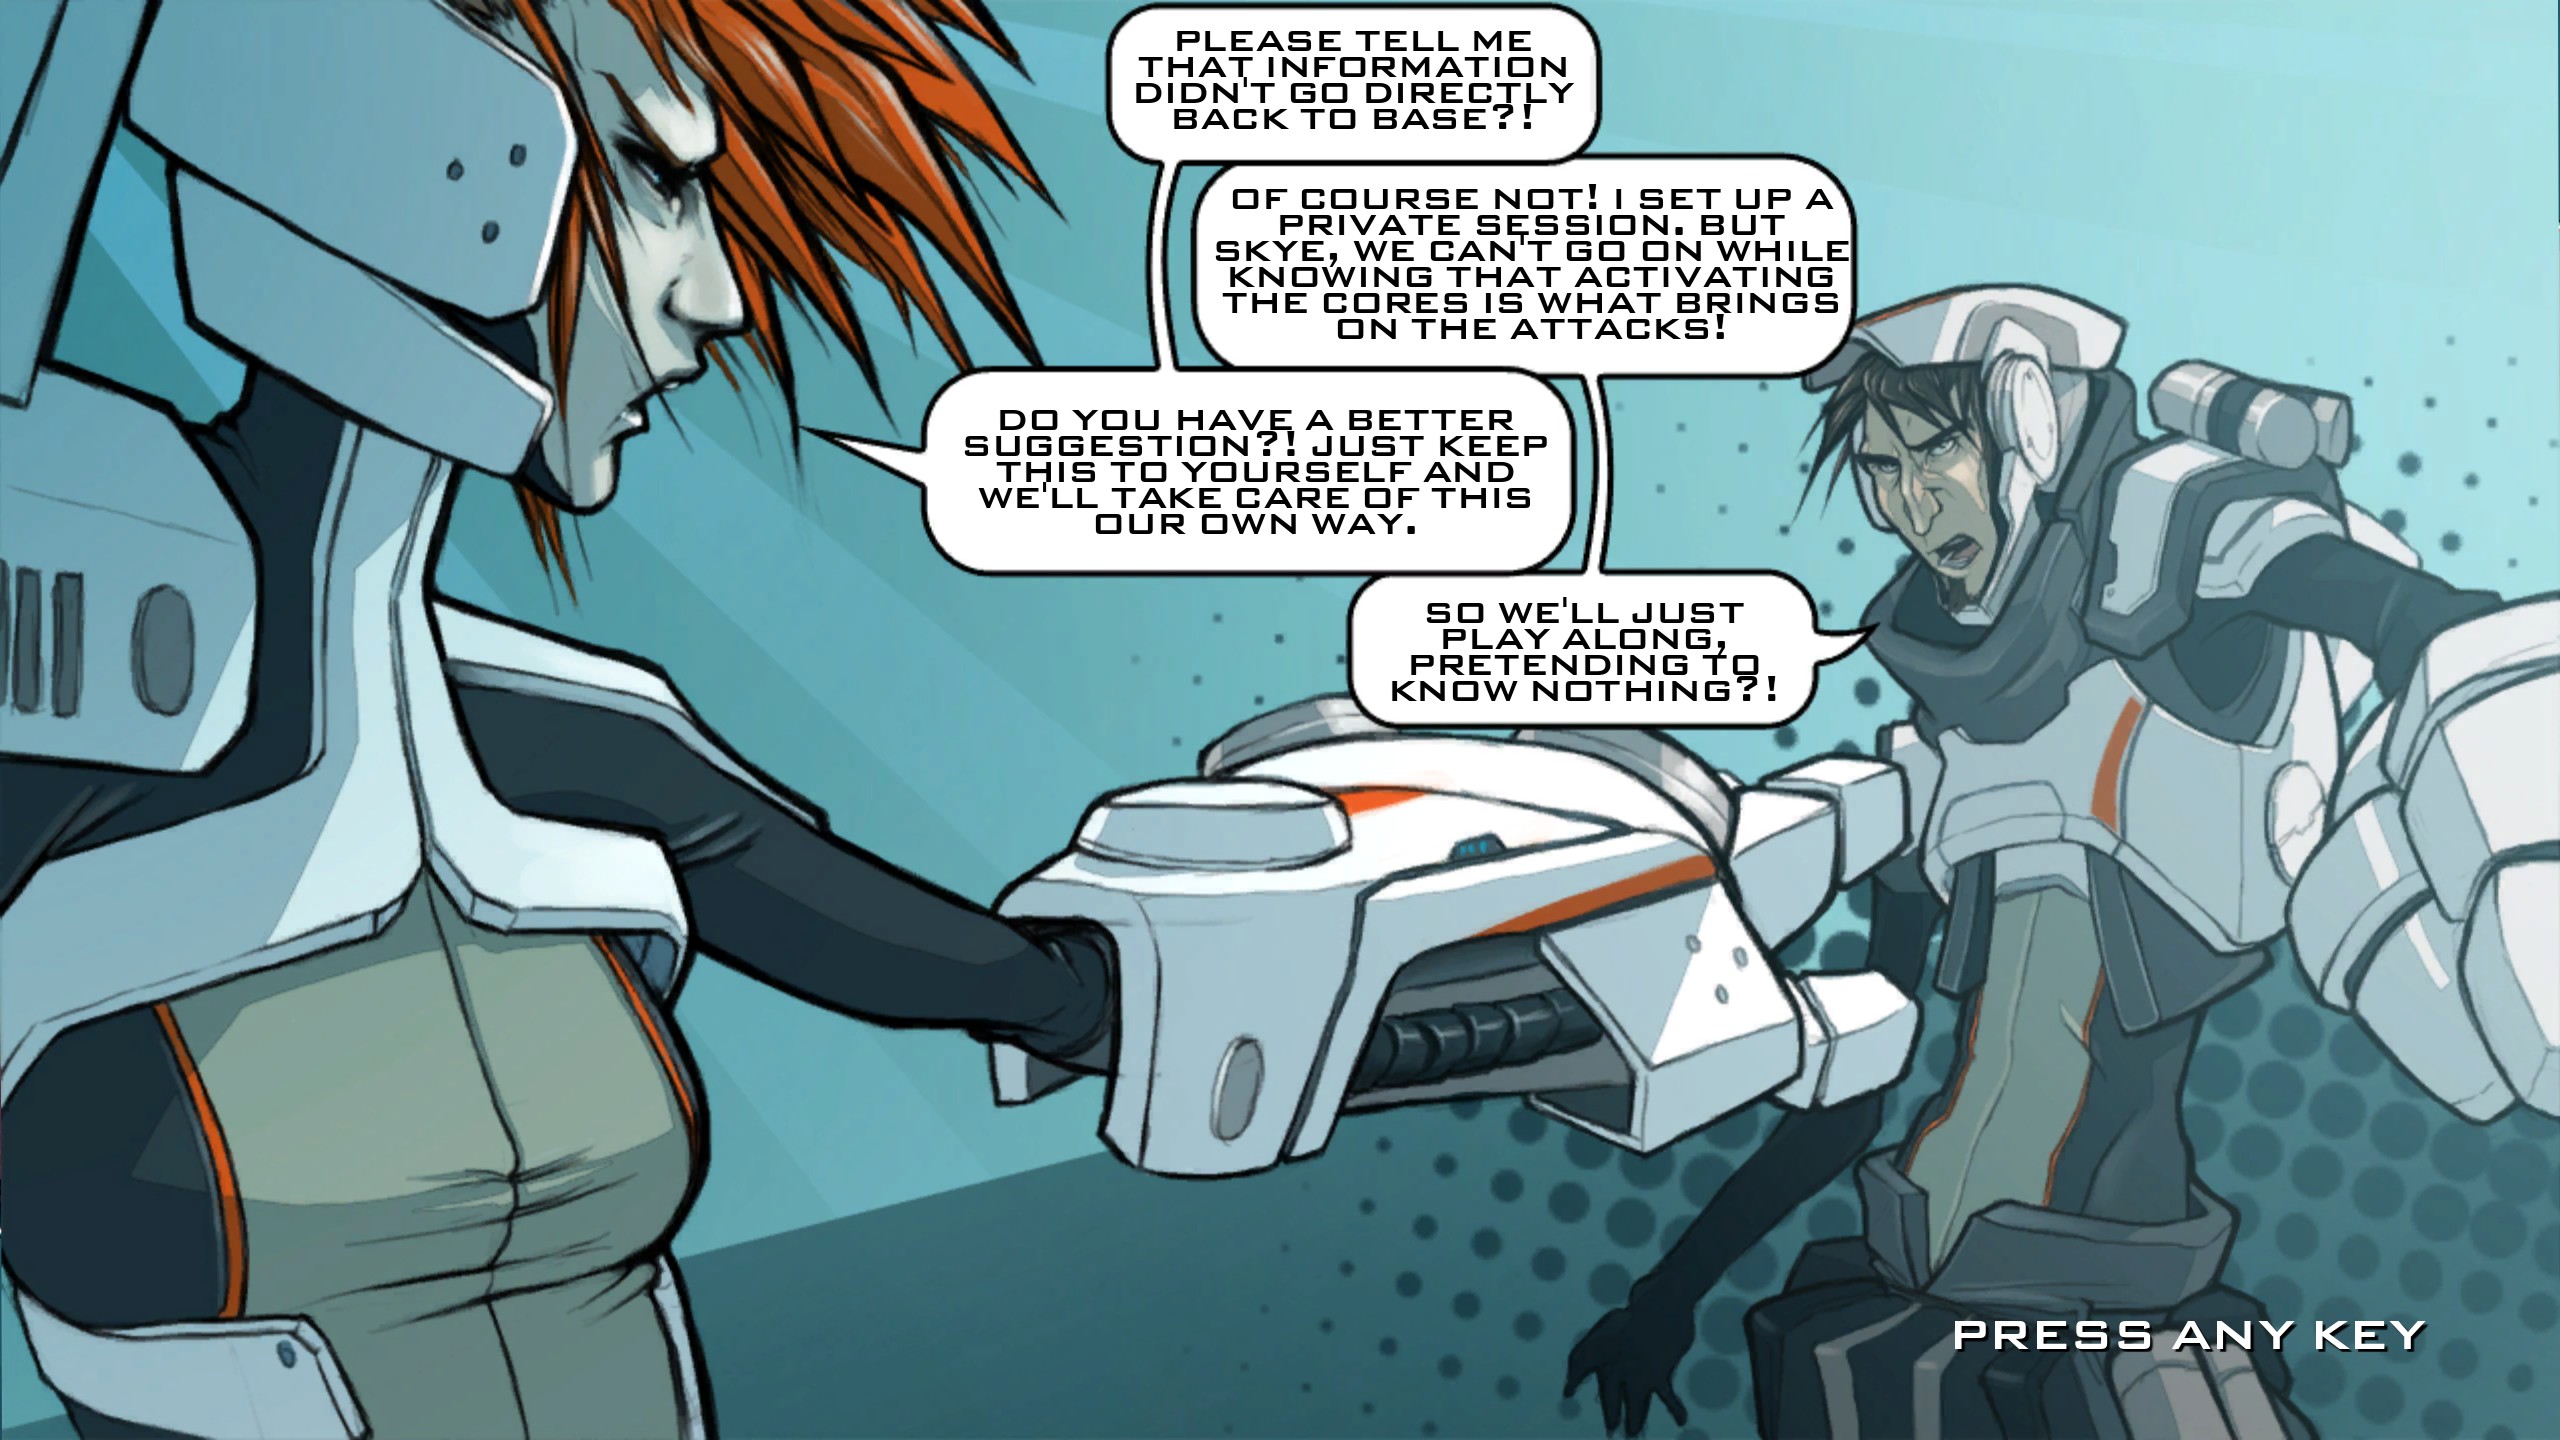 PLEASE TELL ME
THAT INFORMATION
DIDN'T GO DIRECTLY
BACK TO BASE?!
OF COURSE NOT! I SET UP A
PRIVATE SESSION. BUT
SKYE, WE CAN'T GO ON WHILE
KNOWING THAT ACTIVATING
THE CORES IS WHAT BRINGS
ON THE ATTACKS!
DO YOU HAVE A BETTER
SUGGESTION?! JUST KEEP
THIS TO YOURSELF AND
WE'LL TAKE CARE OF THIS
OUR OWN WAY.
SO WE'LL JUST
PLAY ALONG,
PRETENDING TO
KNOW NOTHING?!
PRESS ANY KEY